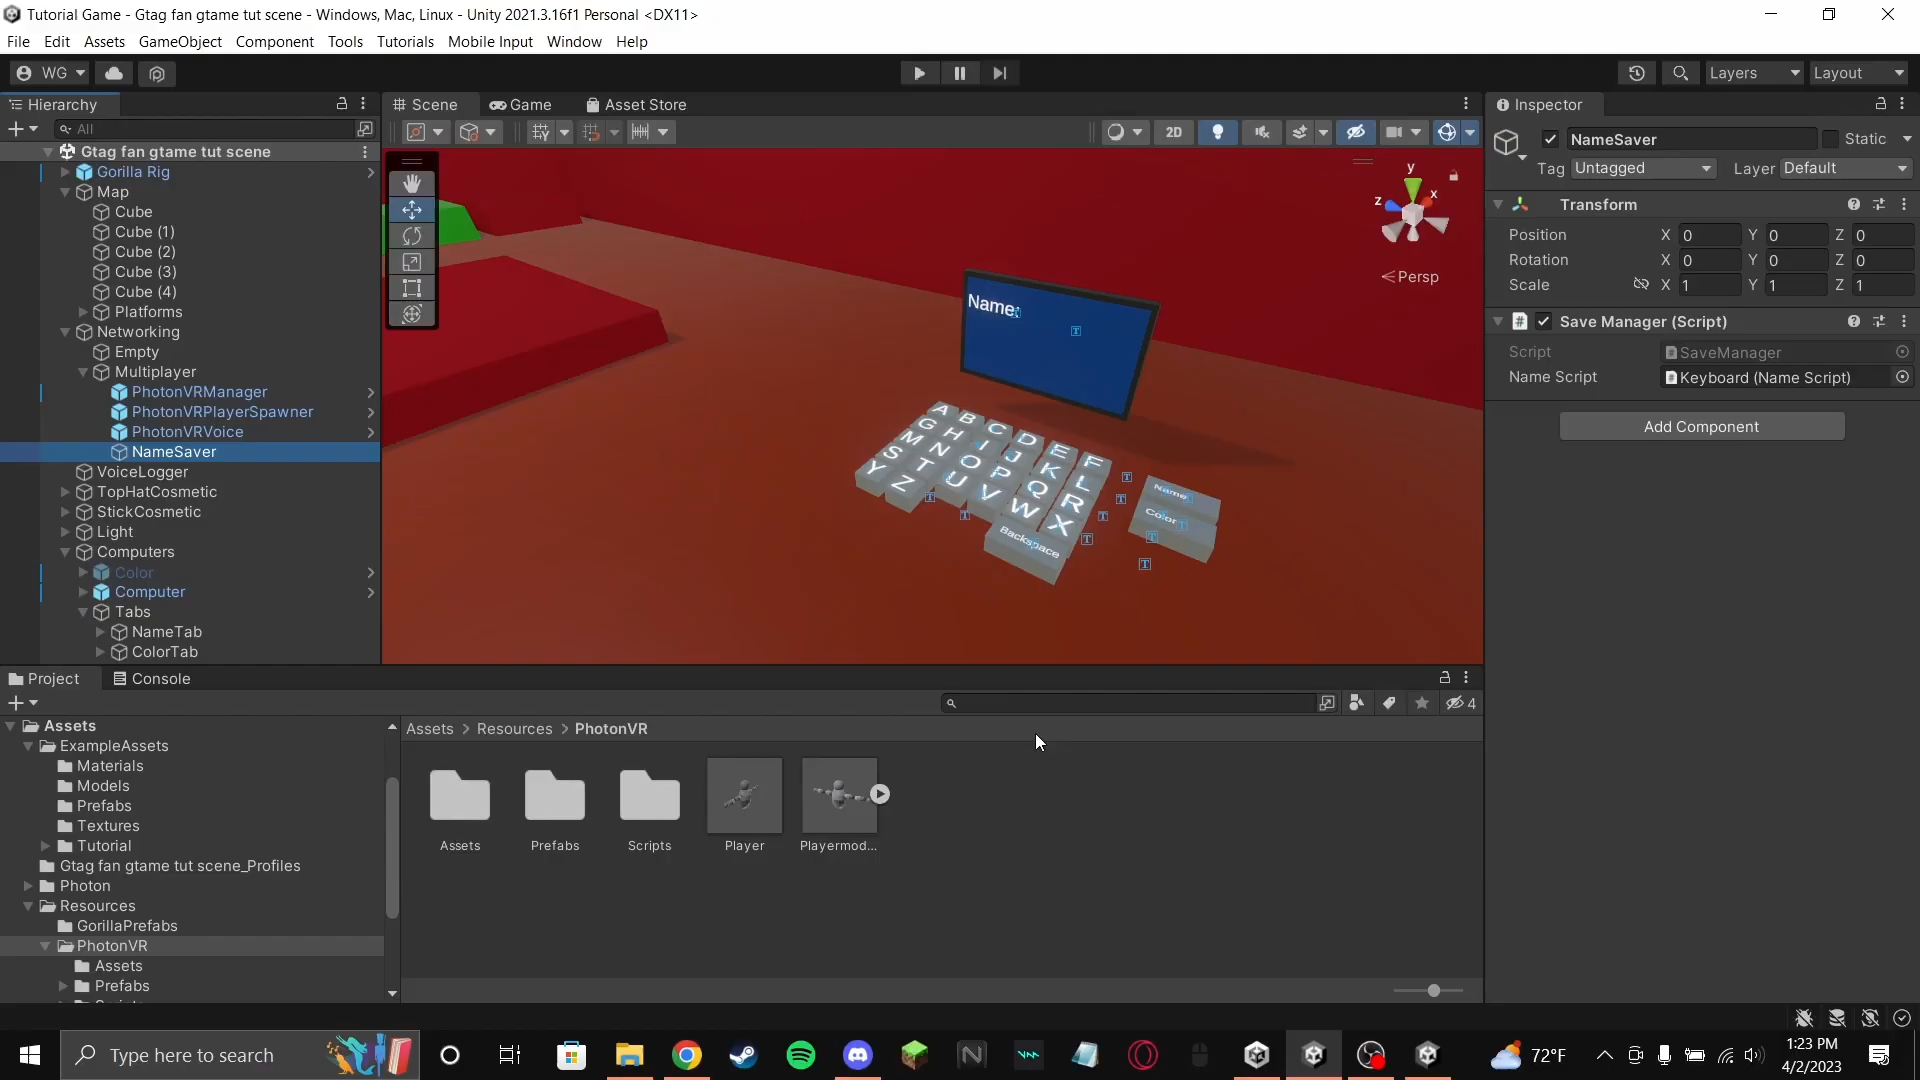 Tutorial Game - Gtag fan gtame tut scene - Windows, Mac, Linux - Unity 2021.3.16f1 Personal <DX11>
File Edit Assets GameObject Component Tools Tutorials Mobile Input Window Help
WG Layers Layout
Hierarchy
All
Gtag fan gtame tut scene
Gorilla Rig
Map
Cube
Cube (1)
Cube (2)
Cube (3)
Cube (4)
Platforms
Networking
Empty
Multiplayer
PhotonVRManager
PhotonVRPlayerSpawner
PhotonVRVoice
NameSaver
VoiceLogger
TopHatCosmetic
StickCosmetic
Light
Computers
Color
Computer
Tabs
NameTab
ColorTab
Scene Game Asset Store
2D
y
z x
Persp
Name:
A B C D E F
G H I J K L
M N O P Q R
S T U V W X
Y Z
Backspace
Name
Color
Inspector
NameSaver Static
Tag Untagged Layer Default
Transform
Position X 0 Y 0 Z 0
Rotation X 0 Y 0 Z 0
Scale X 1 Y 1 Z 1
Save Manager (Script)
Script SaveManager
Name Script Keyboard (Name Script)
Add Component
Project Console
4
Assets
ExampleAssets
Materials
Models
Prefabs
Textures
Tutorial
Gtag fan gtame tut scene_Profiles
Photon
Resources
GorillaPrefabs
PhotonVR
Assets
Prefabs
Assets > Resources > PhotonVR
Assets Prefabs Scripts Player Playermod...
Type here to search
72°F
1:23 PM
4/2/2023